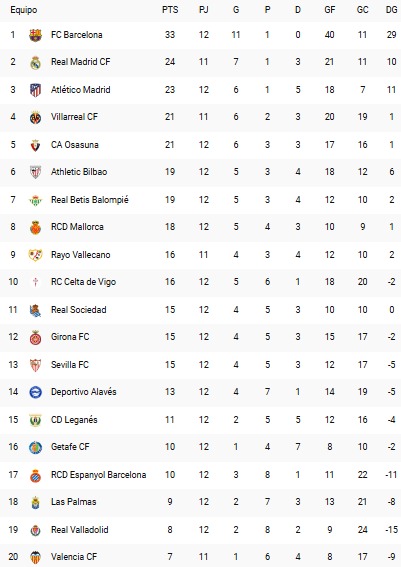 Equipo PTS PJ G P D GF GC DG
1 FC Barcelona 33 12 11 1 0 40 11 29
2 Real Madrid CF 24 11 7 1 3 21 11 10
3 Atlético Madrid 23 12 6 1 5 18 7 11
4 Villarreal CF 21 11 6 2 3 20 19 1
5 CA Osasuna 21 12 6 3 3 17 16 1
6 Athletic Bilbao 19 12 5 3 4 18 12 6
7 Real Betis Balompié 19 12 5 3 4 12 10 2
8 RCD Mallorca 18 12 5 4 3 10 9 1
9 Rayo Vallecano 16 11 4 3 4 12 10 2
10 RC Celta de Vigo 16 12 5 6 1 18 20 -2
11 Real Sociedad 15 12 4 5 3 10 10 0
12 Girona FC 15 12 4 5 3 15 17 -2
13 Sevilla FC 15 12 4 5 3 12 17 -5
14 Deportivo Alavés 13 12 4 7 1 14 19 -5
15 CD Leganés 11 12 2 5 5 12 16 -4
16 Getafe CF 10 12 1 4 7 8 10 -2
17 RCD Espanyol Barcelona 10 12 3 8 1 11 22 -11
18 Las Palmas 9 12 2 7 3 13 21 -8
19 Real Valladolid 8 12 2 8 2 9 24 -15
20 Valencia CF 7 11 1 6 4 8 17 -9